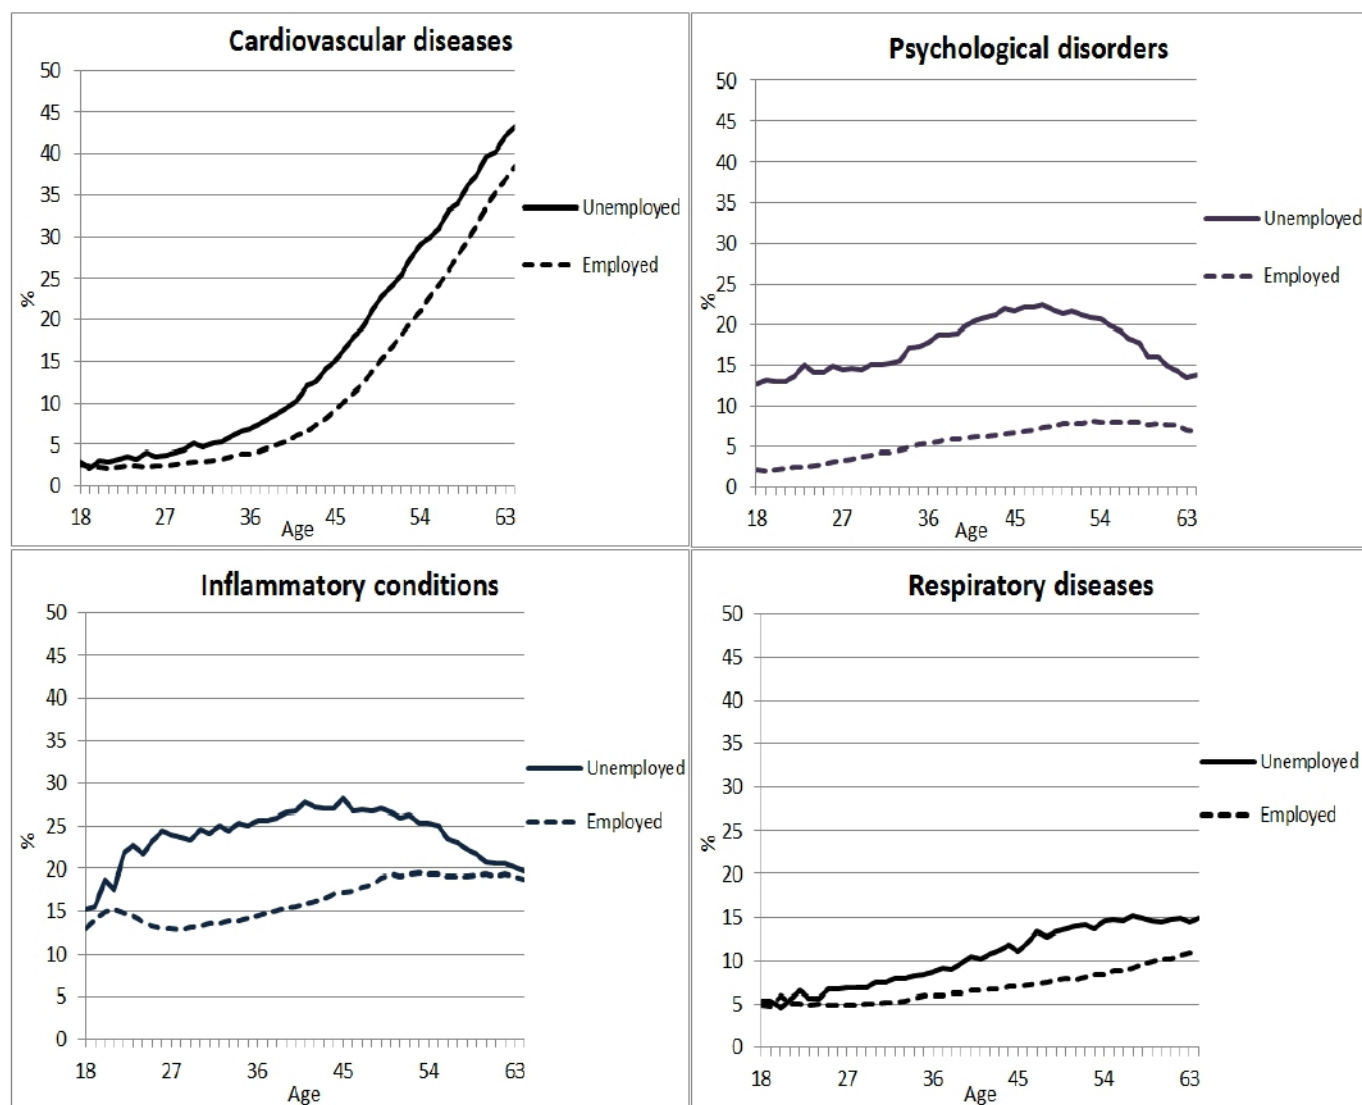 Cardiovascular diseases
50
45
40
35
30
25
20
15
10
5
0
%
18 27 36 45 54 63
Age
Unemployed
Employed
Psychological disorders
50
45
40
35
30
25
20
15
10
5
0
%
18 27 36 45 54 63
Age
Unemployed
Employed
Inflammatory conditions
50
45
40
35
30
25
20
15
10
5
0
%
18 27 36 45 54 63
Age
Unemployed
Employed
Respiratory diseases
50
45
40
35
30
25
20
15
10
5
0
%
18 27 36 45 54 63
Age
Unemployed
Employed